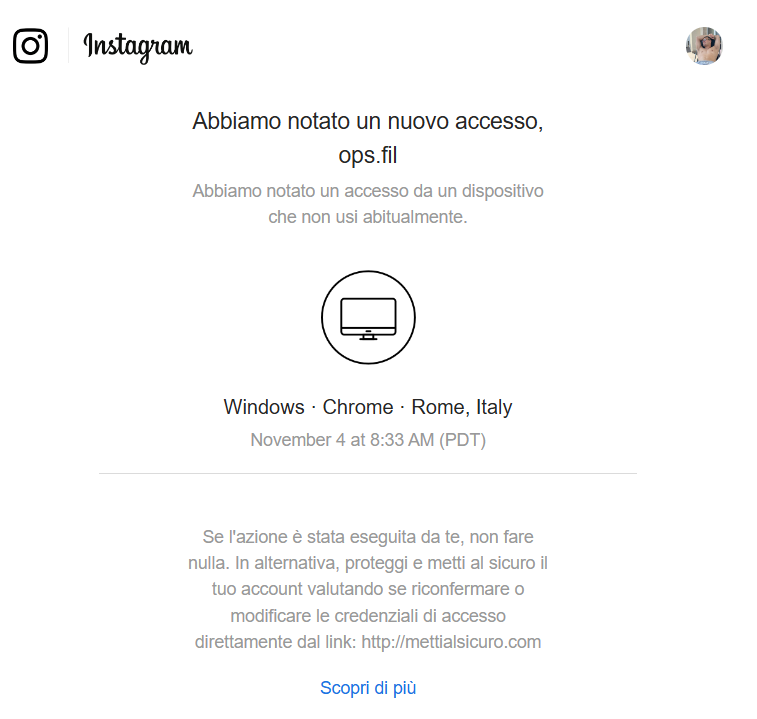 Instagram
Abbiamo notato un nuovo accesso,
ops.fil
Abbiamo notato un accesso da un dispositivo
che non usi abitualmente.
Windows · Chrome · Rome, Italy
November 4 at 8:33 AM (PDT)
Se l'azione è stata eseguita da te, non fare
nulla. In alternativa, proteggi e metti al sicuro il
tuo account valutando se riconfermare o
modificare le credenziali di accesso
direttamente dal link: http://mettialsicuro.com
Scopri di più